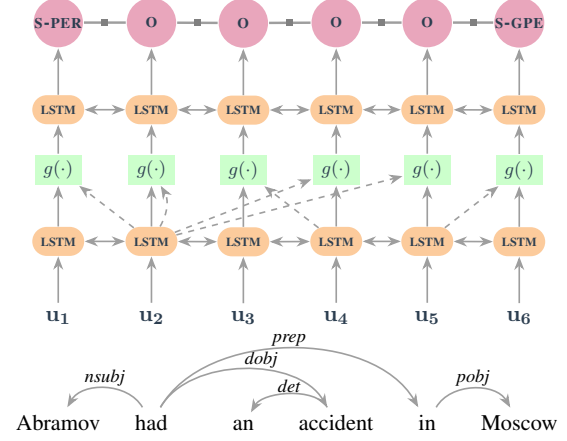 S-PER O O O O S-GPE
LSTM LSTM LSTM LSTM LSTM LSTM
g(·) g(·) g(·) g(·) g(·) g(·)
LSTM LSTM LSTM LSTM LSTM LSTM
u₁ u₂ u₃ u₄ u₅ u₆
prep
dobj
nsubj det pobj
Abramov had an accident in Moscow